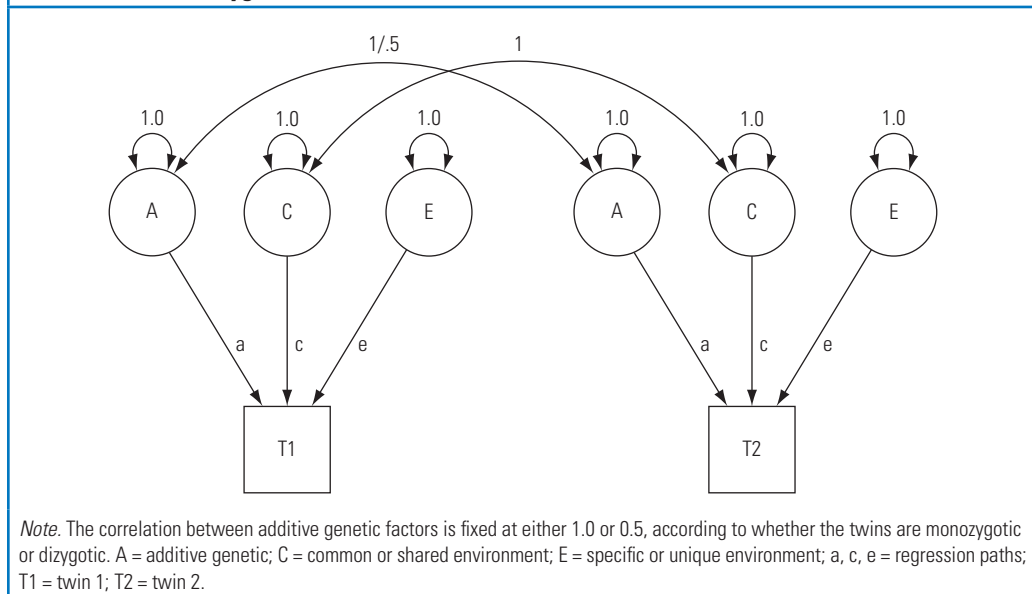 1/.5 1
1.0 1.0 1.0 1.0 1.0 1.0
A C E A C E
a c e a c e
T1 T2
Note. The correlation between additive genetic factors is fixed at either 1.0 or 0.5, according to whether the twins are monozygotic
or dizygotic. A = additive genetic; C = common or shared environment; E = specific or unique environment; a, c, e = regression paths;
T1 = twin 1; T2 = twin 2.